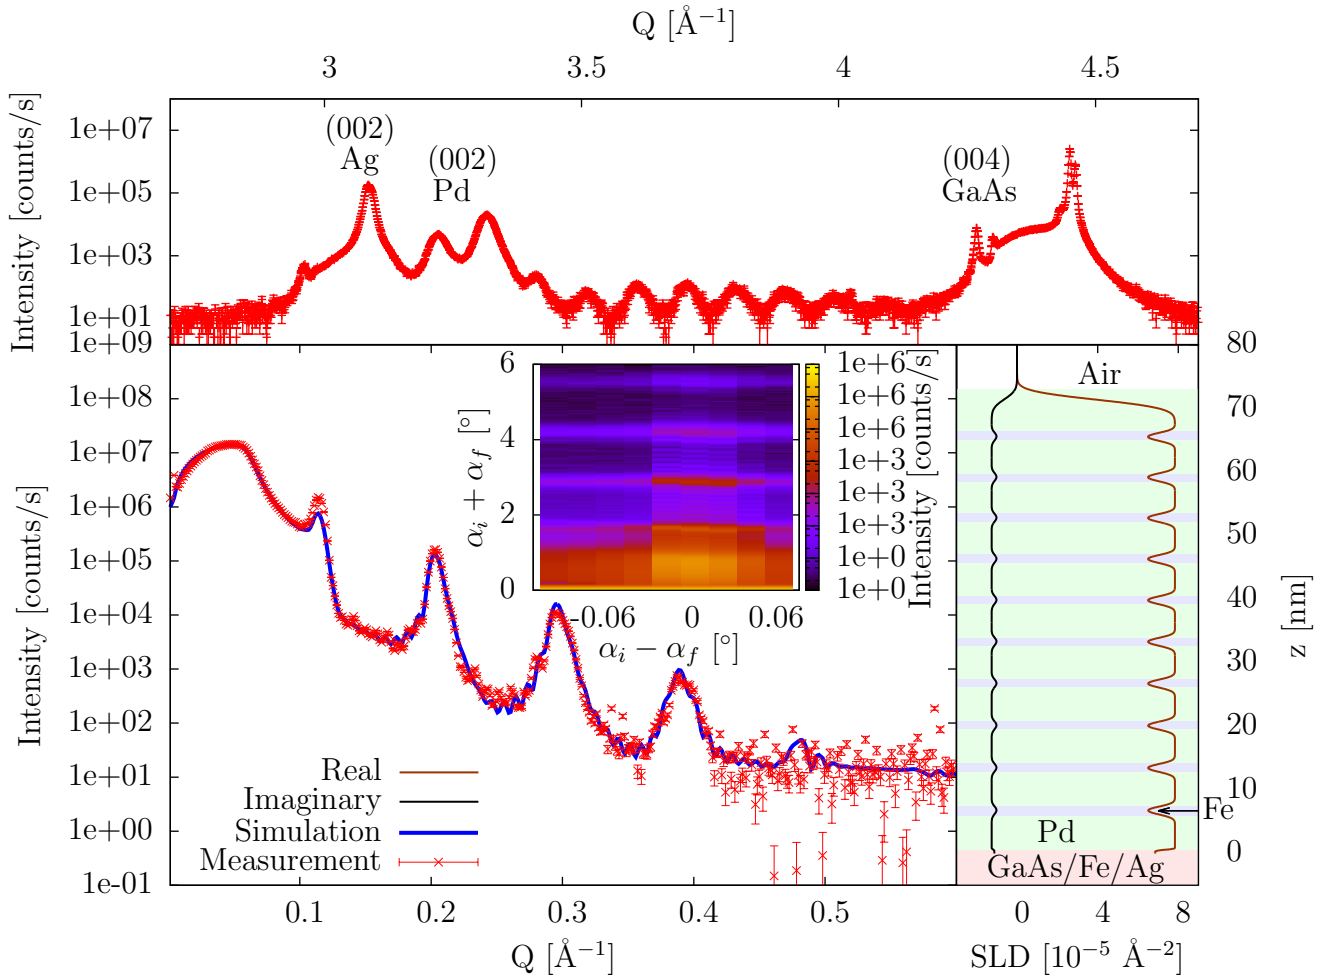 Q [Å⁻¹]
3 3.5 4 4.5
Intensity [counts/s]
1e+07
1e+05
1e+03
1e+01
(002)
Ag
(002)
Pd
(004)
GaAs
1e+09
1e+08
1e+07
1e+06
1e+05
1e+04
1e+03
1e+02
1e+01
1e+00
1e-01
Intensity [counts/s]
Real
Imaginary
Simulation
Measurement
0.1 0.2 0.3 0.4 0.5
Q [Å⁻¹]
6
4
2
0
αᵢ + α_f [°]
-0.06 0 0.06
αᵢ − α_f [°]
1e+6
1e+6
1e+6
1e+3
1e+3
1e+3
1e+0
1e+0
Intensity [counts/s]
Air
Fe
Pd
GaAs/Fe/Ag
80
70
60
50
40
30
20
10
0
z [nm]
0 4 8
SLD [10⁻⁵ Å⁻²]